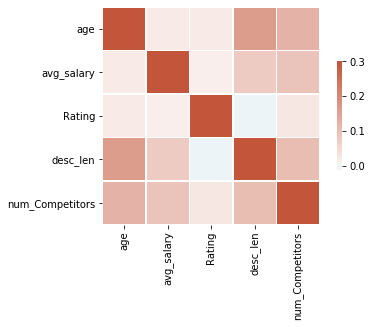 age
avg_salary
Rating
desc_len
num_Competitors
age
avg_salary
Rating
desc_len
num_Competitors
0.3
0.2
0.1
0.0